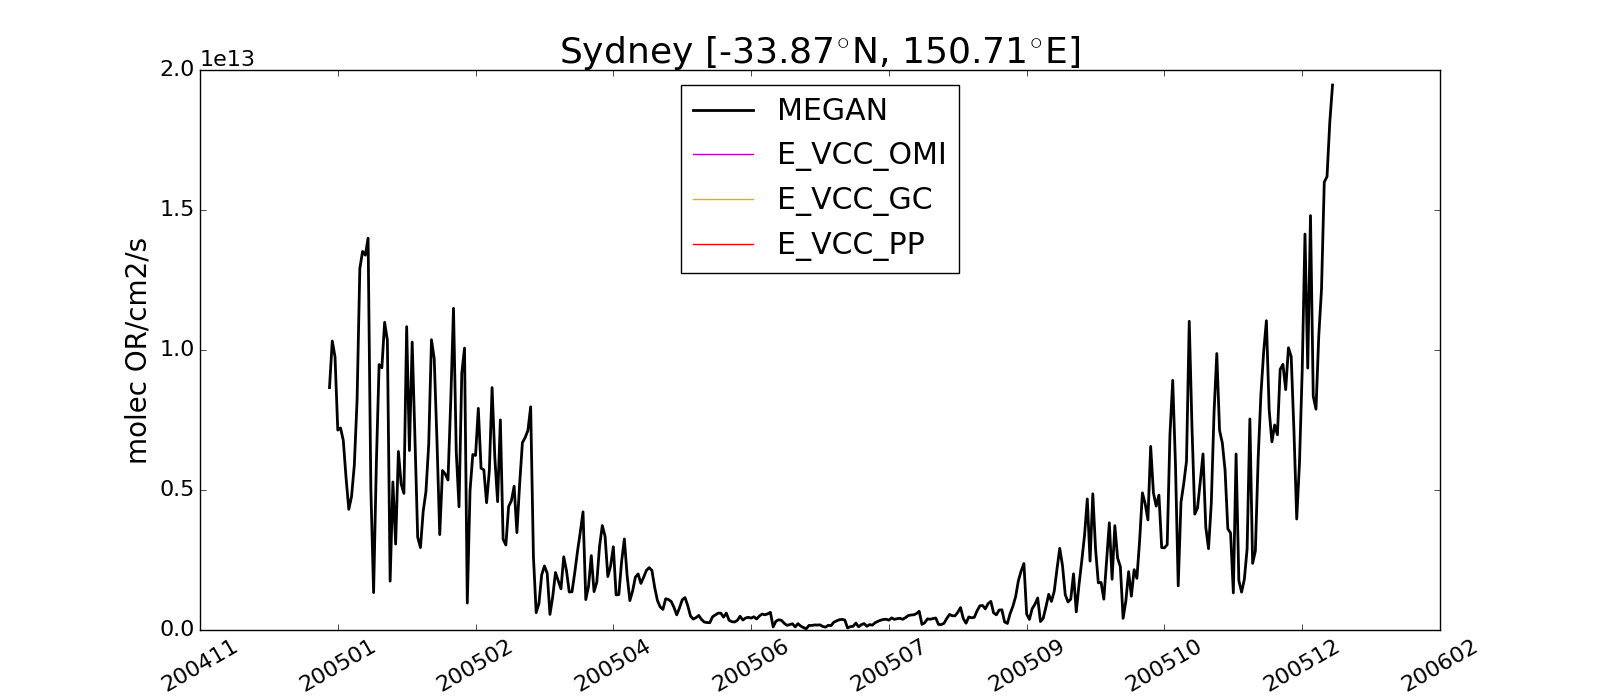 Sydney [-33.87°N, 150.71°E]
1e13
2.0
1.5
1.0
0.5
0.0
molec OR/cm2/s
MEGAN
E_VCC_OMI
E_VCC_GC
E_VCC_PP
200411 200501 200502 200504 200506 200507 200509 200510 200512 200602